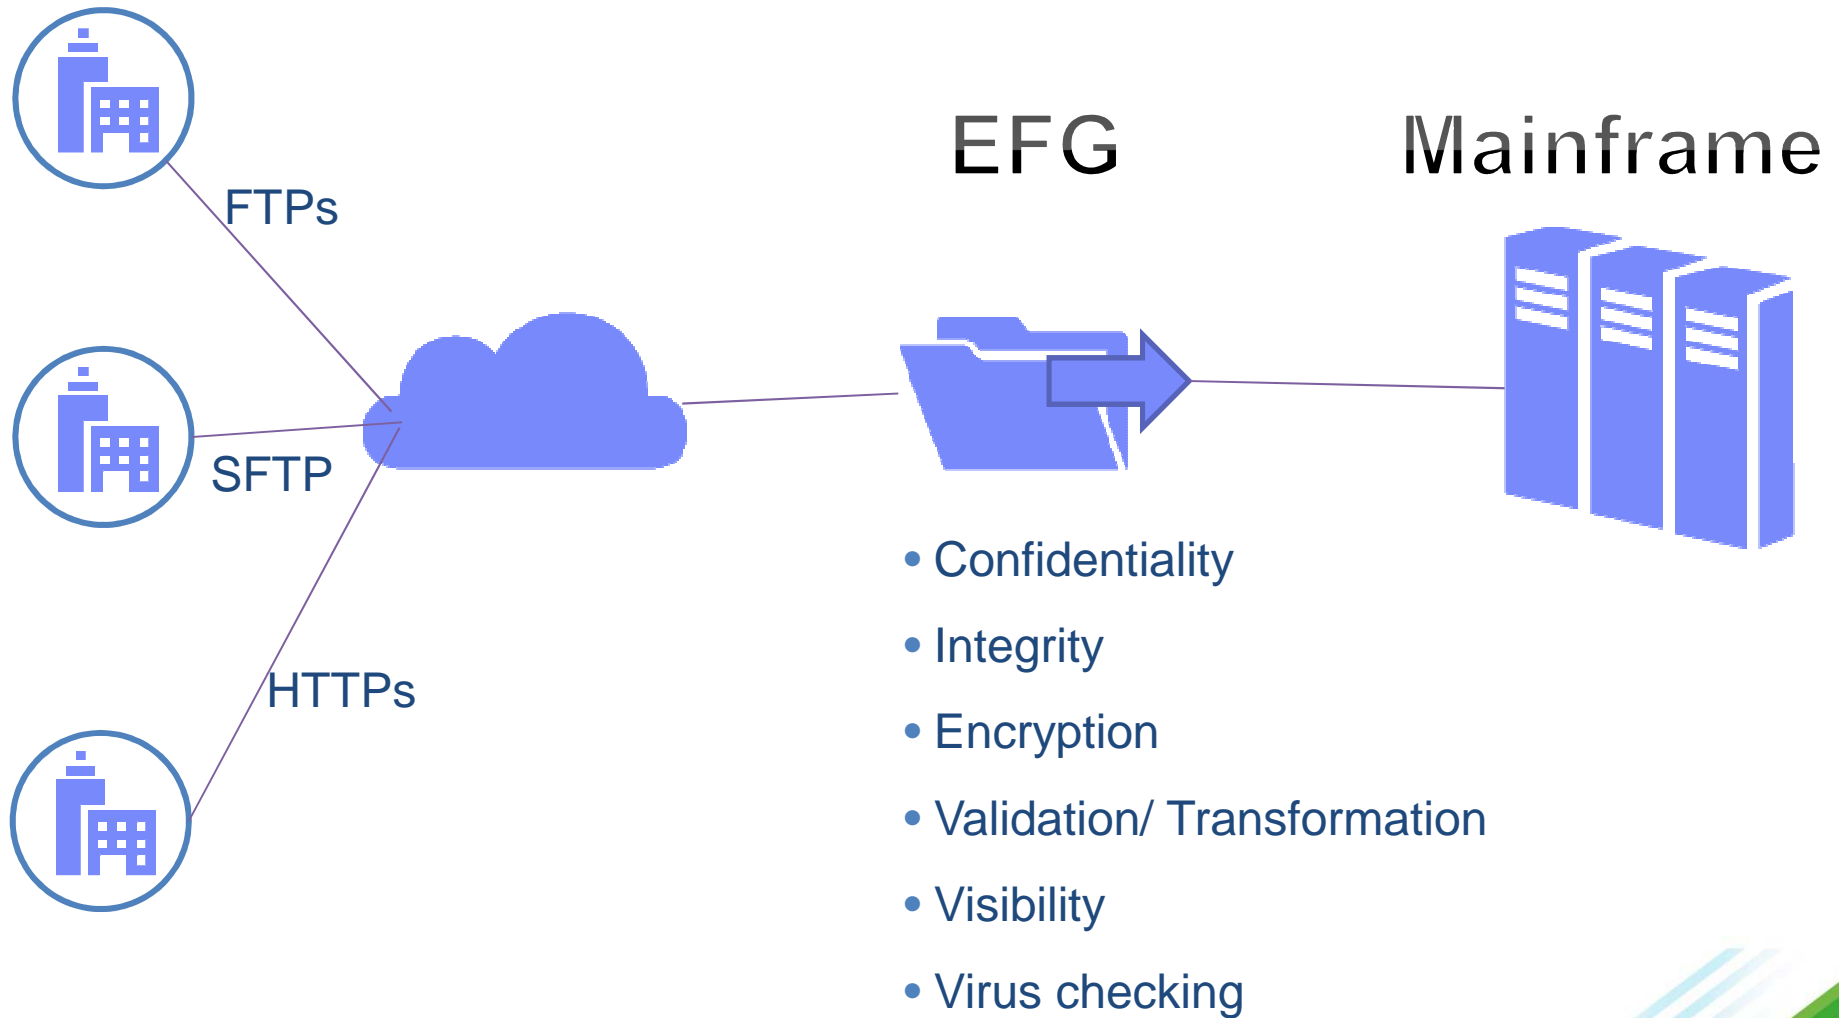 EFG
Mainframe
FTPs
SFTP
HTTPs
• Confidentiality
• Integrity
• Encryption
• Validation/ Transformation
• Visibility
• Virus checking